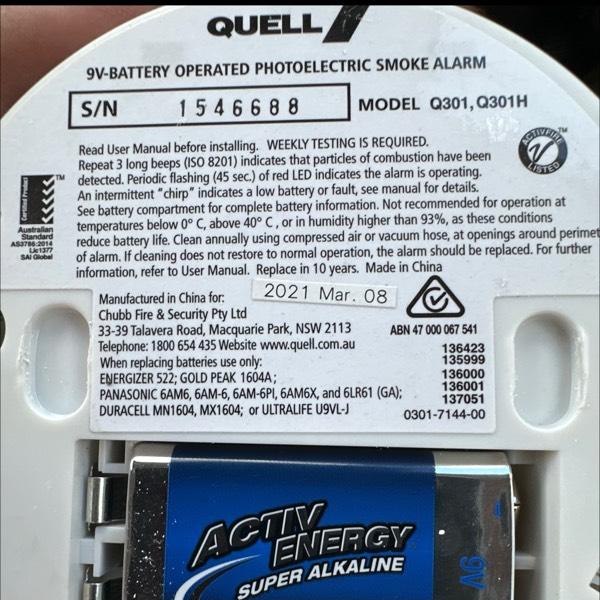 QUELL
9V-BATTERY OPERATED PHOTOELECTRIC SMOKE ALARM
S/N 1546688 MODEL Q301, Q301H
Read User Manual before installing. WEEKLY TESTING IS REQUIRED.
Repeat 3 long beeps (ISO 8201) indicates that particles of combustion have been
detected. Periodic flashing (45 sec.) of red LED indicates the alarm is operating.
An intermittent "chirp" indicates a low battery or fault, see manual for details.
See battery compartment for complete battery information. Not recommended for operation at
temperatures below 0° C, above 40° C , or in humidity higher than 93%, as these conditions
reduce battery life. Clean annually using compressed air or vacuum hose, at openings around perimet
of alarm. If cleaning does not restore to normal operation, the alarm should be replaced. For further
information, refer to User Manual. Replace in 10 years. Made in China
ACTIVFIRE
LISTED
TM
Certified Product
TM
Australian
Standard
AS3786:2014
Lic1377
SAI Global
Manufactured in China for: 2021 Mar. 08
Chubb Fire & Security Pty Ltd
33-39 Talavera Road, Macquarie Park, NSW 2113
Telephone: 1800 654 435 Website www.quell.com.au
When replacing batteries use only:
ENERGIZER 522; GOLD PEAK 1604A;
PANASONIC 6AM6, 6AM-6, 6AM-6PI, 6AM6X, and 6LR61 (GA);
DURACELL MN1604, MX1604; or ULTRALIFE U9VL-J
ABN 47 000 067 541
136423
135999
136000
136001
137051
0301-7144-00
ACTIV
ENERGY
SUPER ALKALINE
9V